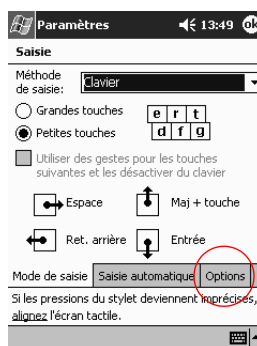 Paramètres 13:49 ok
Saisie
Méthode de saisie: Clavier
Grandes touches
Petites touches
e r t
d f g
Utiliser des gestes pour les touches
suivantes et les désactiver du clavier
Espace Maj + touche
Ret. arrière Entrée
Mode de saisie Saisie automatique Options
Si les pressions du stylet deviennent imprécises,
alignez l'écran tactile.